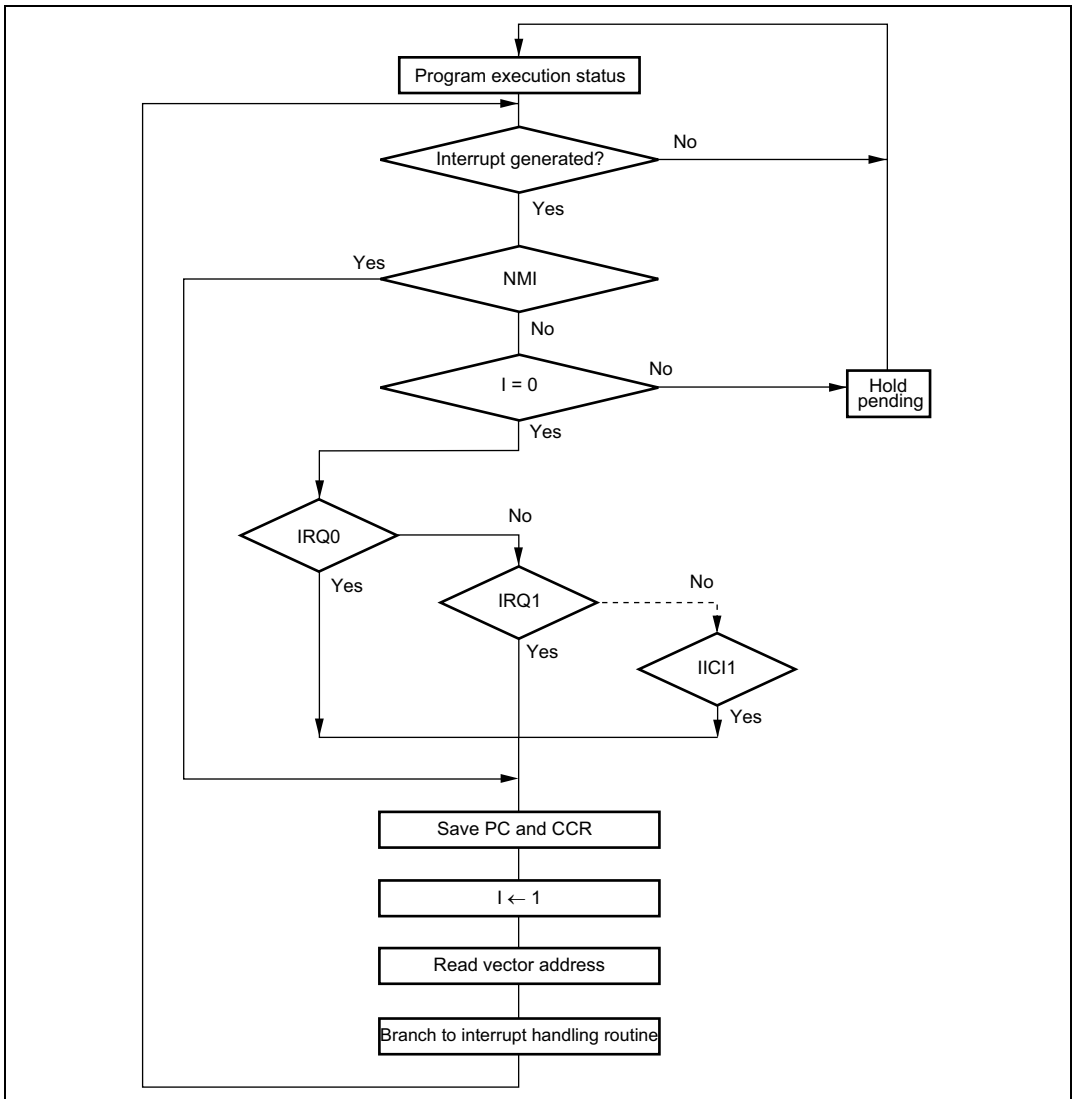 Program execution status
Interrupt generated?
No
Yes
Yes
NMI
No
I = 0
No
Hold
pending
Yes
IRQ0
No
Yes
IRQ1
No
Yes
IICI1
Yes
Save PC and CCR
I ← 1
Read vector address
Branch to interrupt handling routine